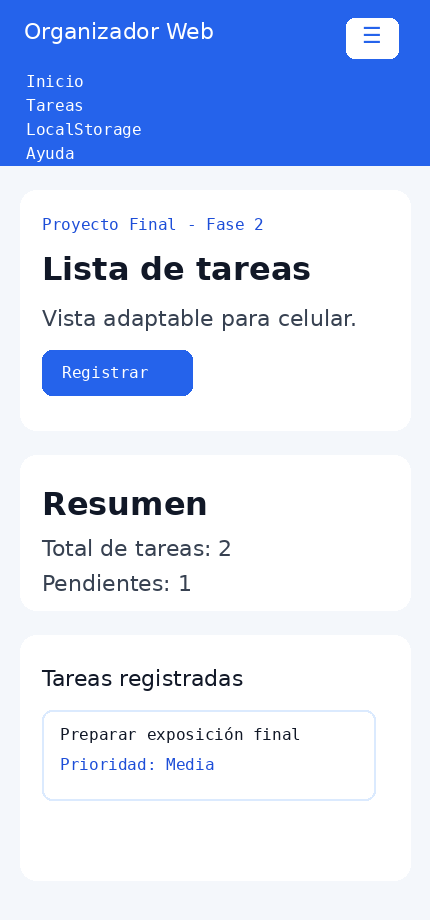 Organizador Web
☰
Inicio
Tareas
LocalStorage
Ayuda
Proyecto Final - Fase 2
Lista de tareas
Vista adaptable para celular.
Registrar
Resumen
Total de tareas: 2
Pendientes: 1
Tareas registradas
Preparar exposición final
Prioridad: Media